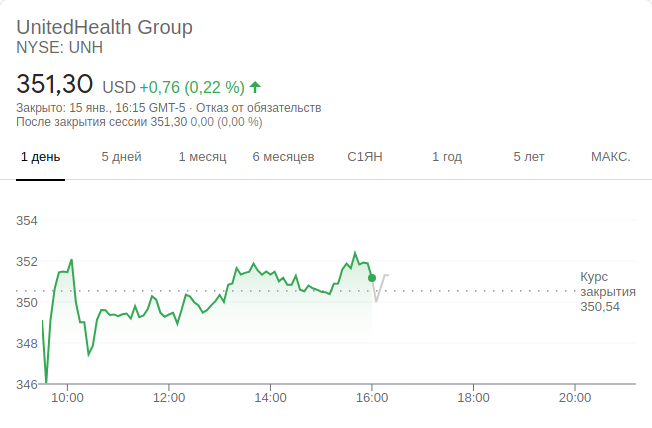 UnitedHealth Group
NYSE: UNH
351,30 USD +0,76 (0,22 %)
Закрыто: 15 янв., 16:15 GMT-5 · Отказ от обязательств
После закрытия сессии 351,30 0,00 (0,00 %)
1 день 5 дней 1 месяц 6 месяцев С1ЯН 1 год 5 лет МАКС.
354
352
350
348
346
Курс
закрытия
350,54
10:00 12:00 14:00 16:00 18:00 20:00